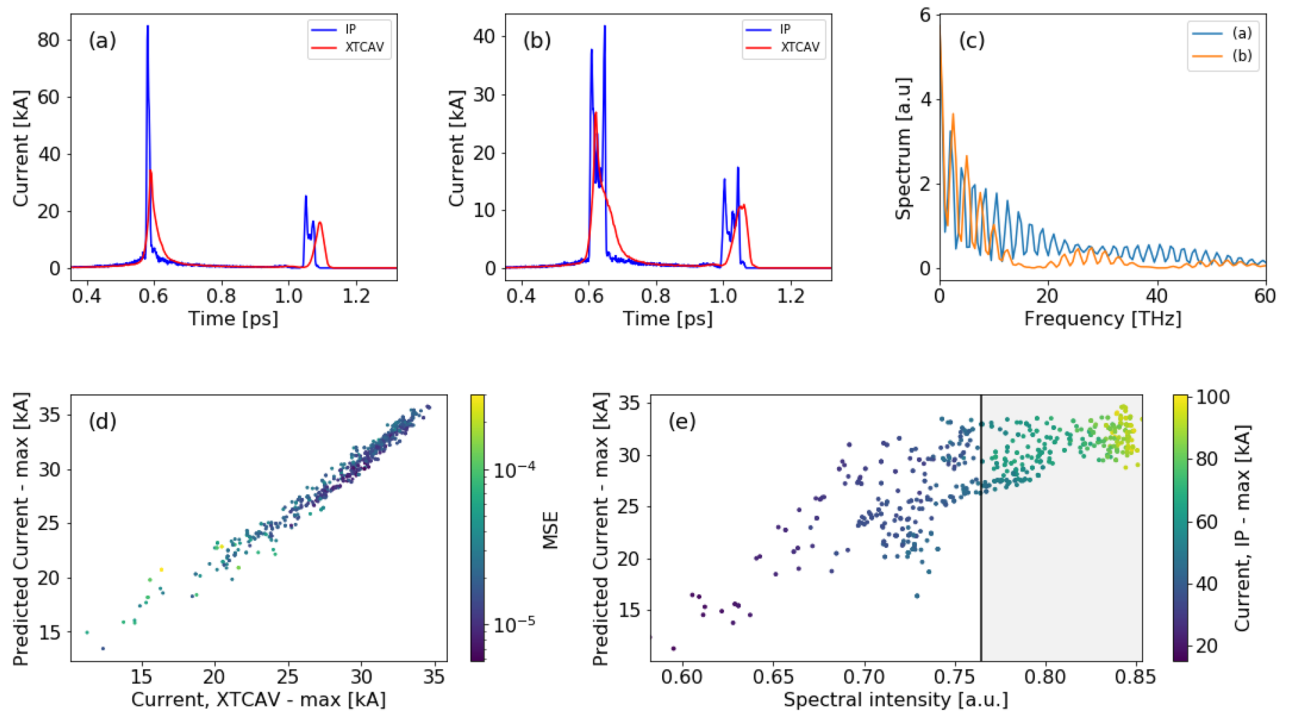 (a)
IP
XTCAV
80
60
40
20
0
Current [kA]
0.4 0.6 0.8 1.0 1.2
Time [ps]
(b)
IP
XTCAV
40
30
20
10
0
Current [kA]
0.4 0.6 0.8 1.0 1.2
Time [ps]
(c)
(a)
(b)
6
4
2
0
Spectrum [a.u]
0 20 40 60
Frequency [THz]
(d)
35
30
25
20
15
Predicted Current - max [kA]
15 20 25 30 35
Current, XTCAV - max [kA]
10⁻⁴
10⁻⁵
MSE
(e)
35
30
25
20
15
Predicted Current - max [kA]
0.60 0.65 0.70 0.75 0.80 0.85
Spectral intensity [a.u.]
100
80
60
40
20
Current, IP - max [kA]